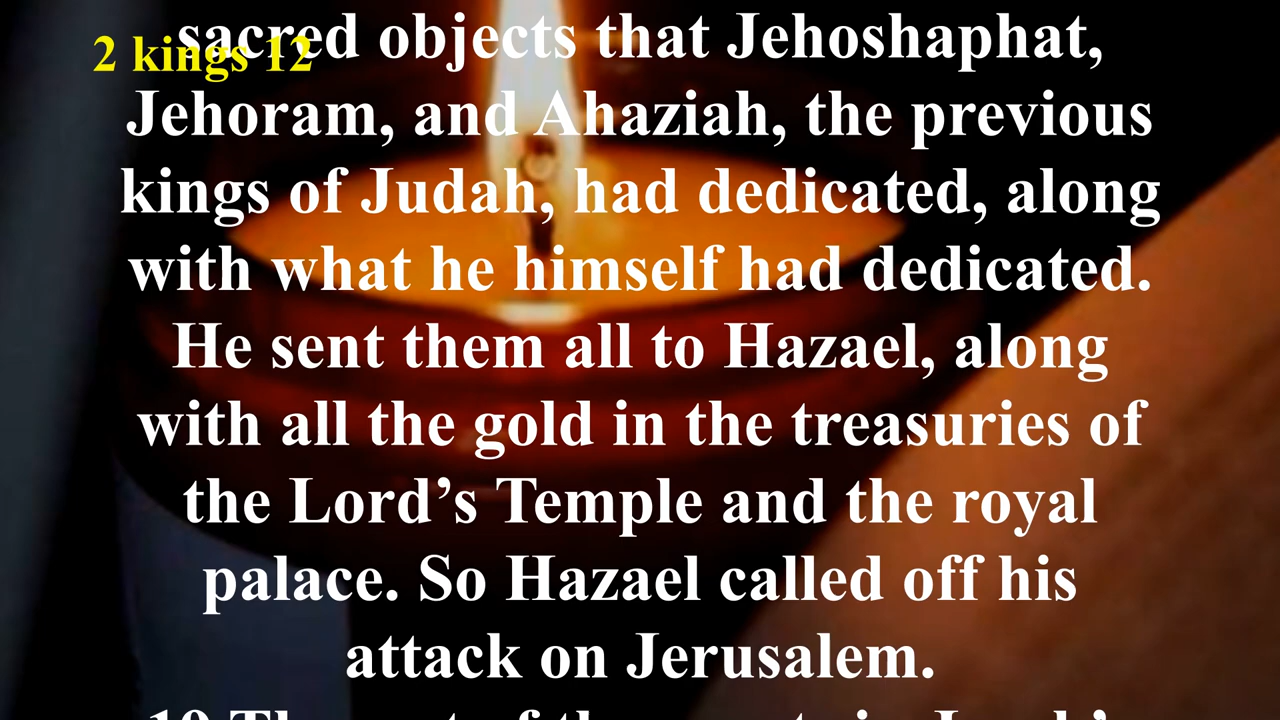 2 kings 12
sacred objects that Jehoshaphat,
Jehoram, and Ahaziah, the previous
kings of Judah, had dedicated, along
with what he himself had dedicated.
He sent them all to Hazael, along
with all the gold in the treasuries of
the Lord’s Temple and the royal
palace. So Hazael called off his
attack on Jerusalem.